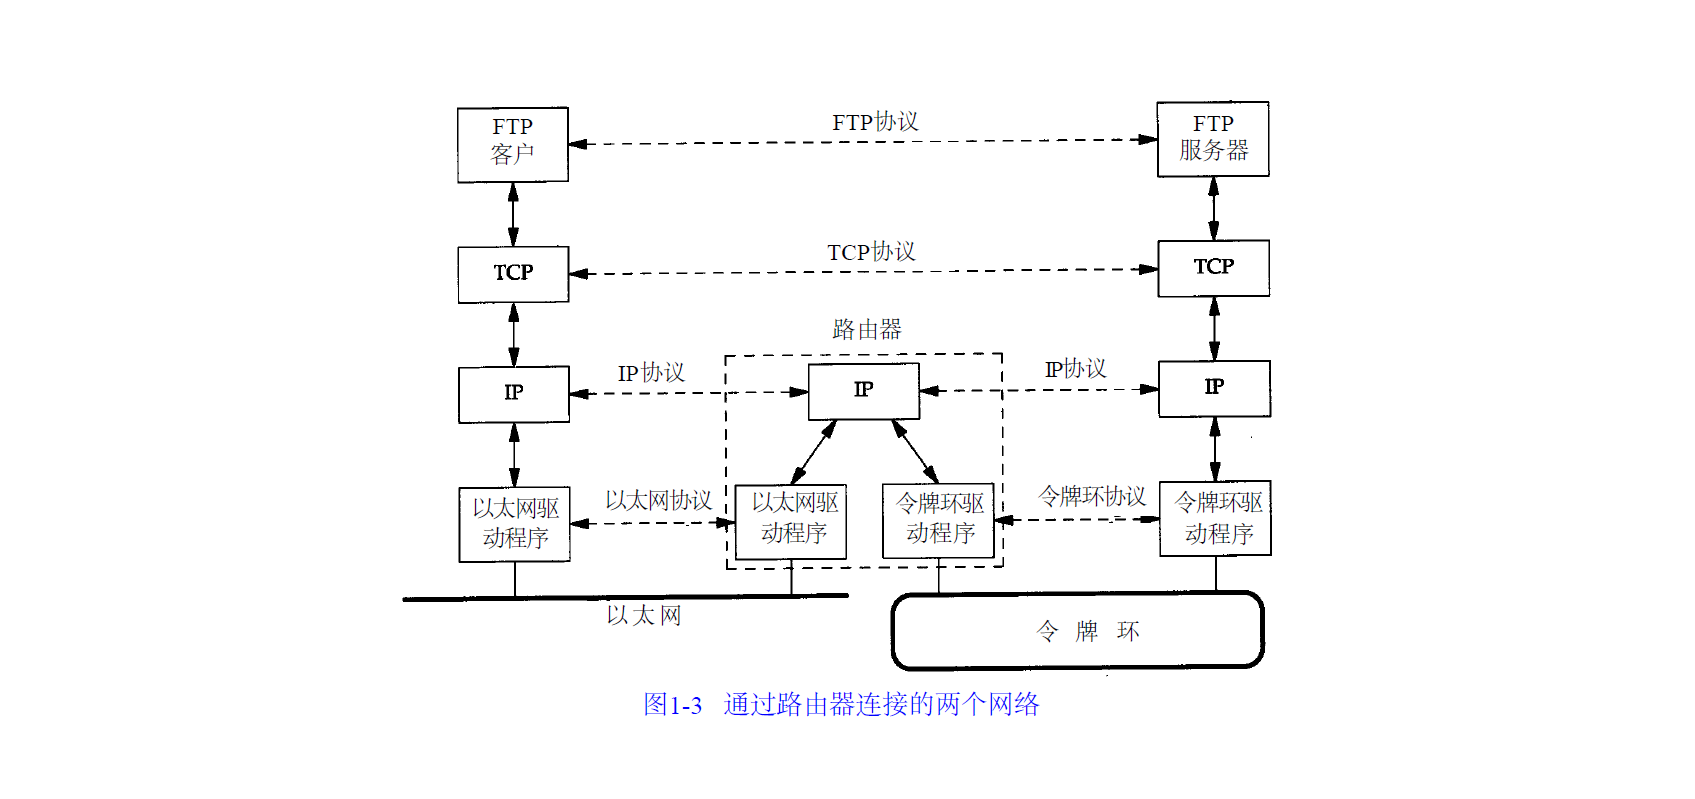 FTP
客户
FTP协议
FTP
服务器
TCP
TCP协议
TCP
路由器
IP
IP协议
IP
IP协议
IP
以太网驱
动程序
以太网协议
以太网驱
动程序
令牌环驱
动程序
令牌环协议
令牌环驱
动程序
以太网
令牌环
图1-3 通过路由器连接的两个网络